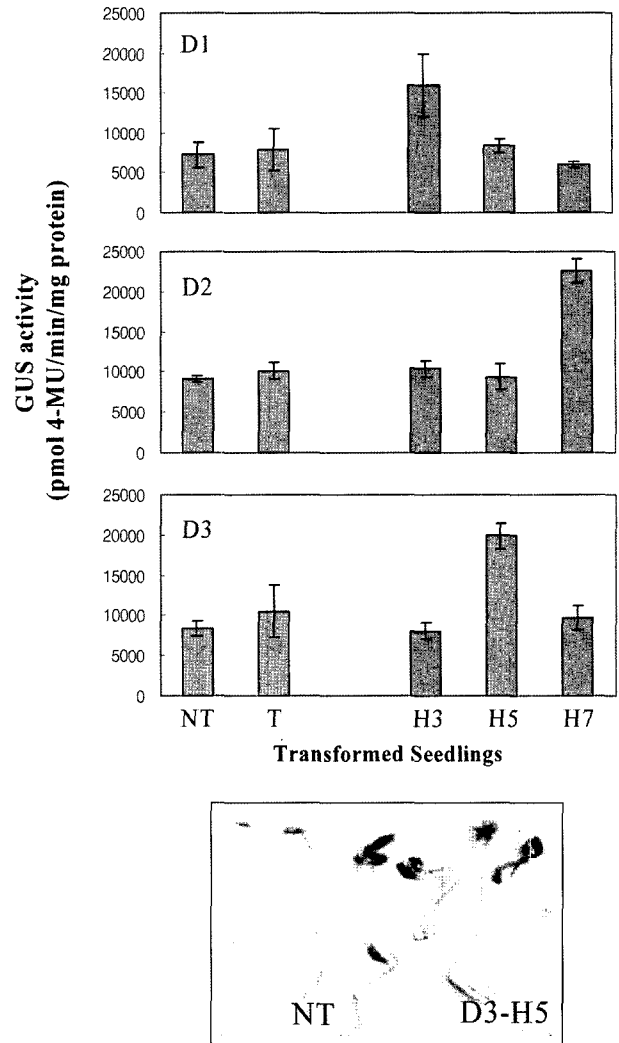 25000
D1
20000
15000
10000
5000
0
25000
D2
20000
15000
10000
5000
0
25000
D3
20000
15000
10000
5000
0
GUS activity
(pmol 4-MU/min/mg protein)
NT T H3 H5 H7
Transformed Seedlings
NT D3-H5